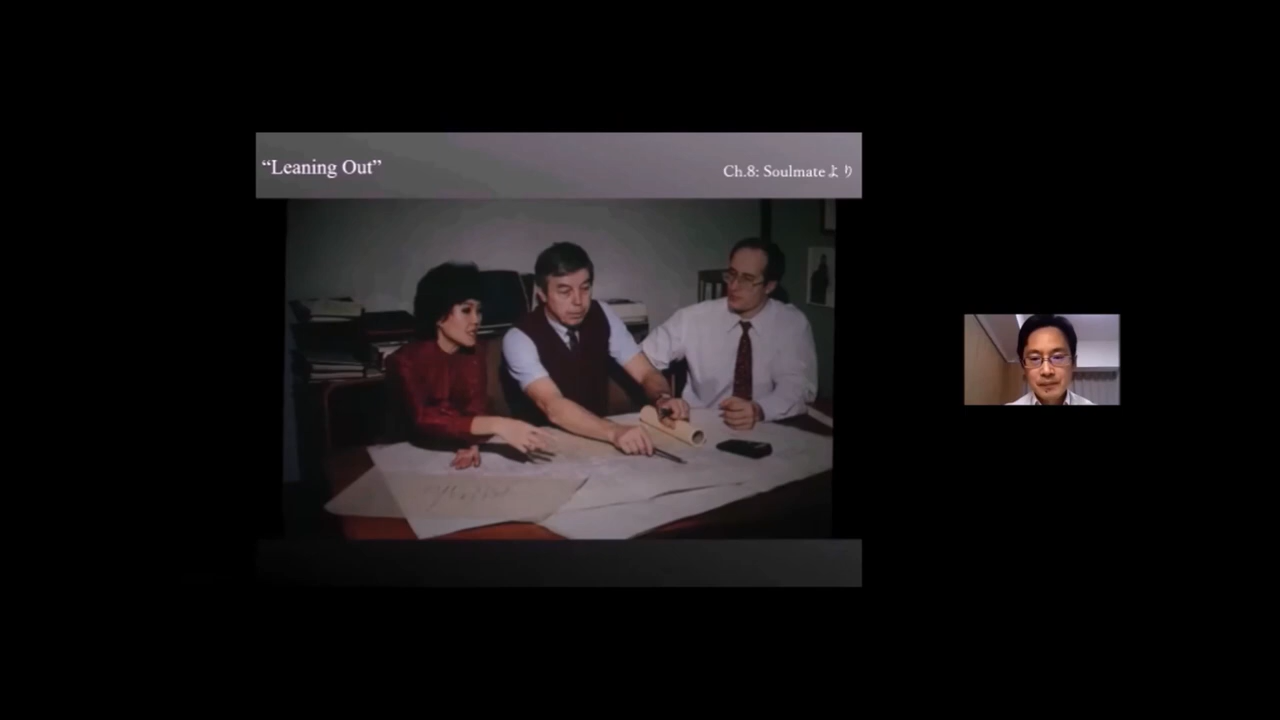 “Leaning Out”
Ch.8: Soulmateより